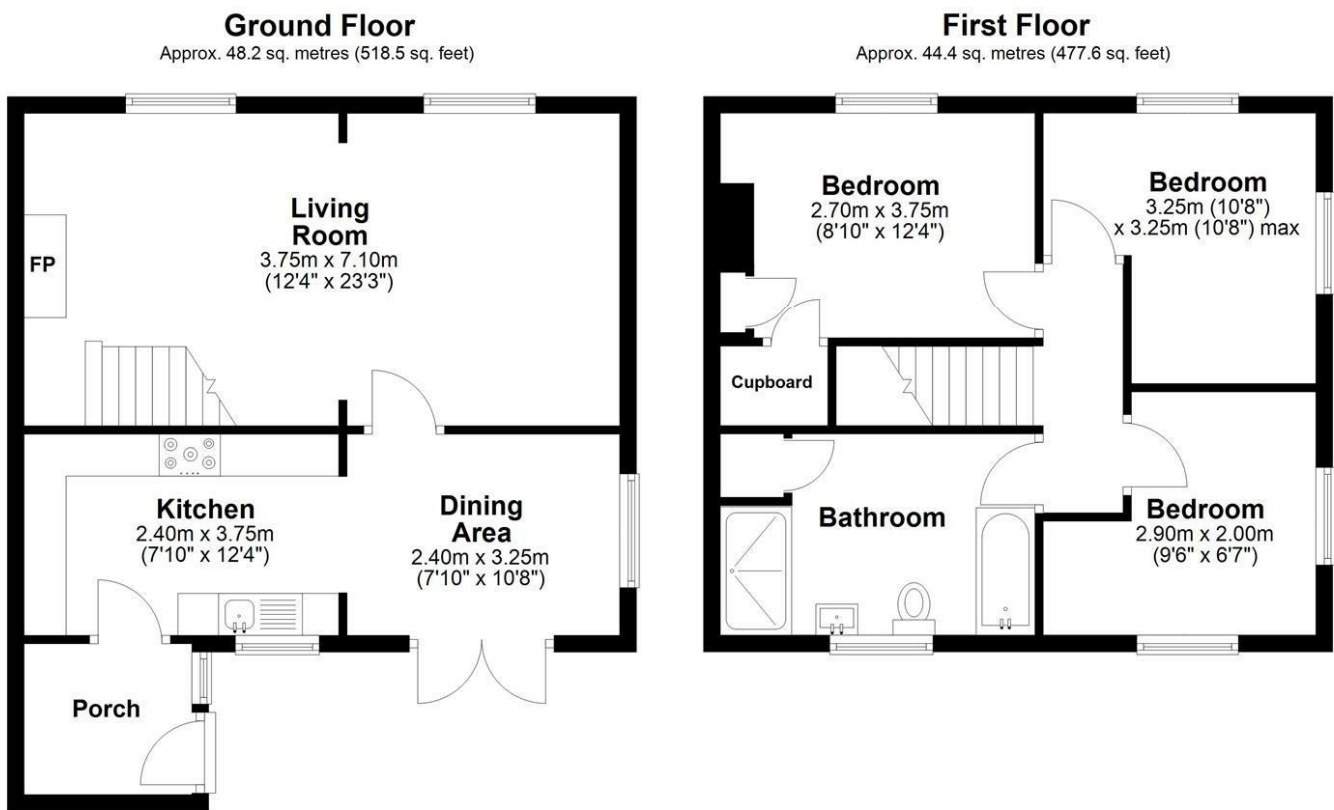 Ground Floor
Approx. 48.2 sq. metres (518.5 sq. feet)
Living
Room
3.75m x 7.10m
(12'4" x 23'3")
FP
Kitchen
2.40m x 3.75m
(7'10" x 12'4")
Dining
Area
2.40m x 3.25m
(7'10" x 10'8")
Porch
First Floor
Approx. 44.4 sq. metres (477.6 sq. feet)
Bedroom
2.70m x 3.75m
(8'10" x 12'4")
Bedroom
3.25m (10'8")
x 3.25m (10'8") max
Cupboard
Bathroom
Bedroom
2.90m x 2.00m
(9'6" x 6'7")